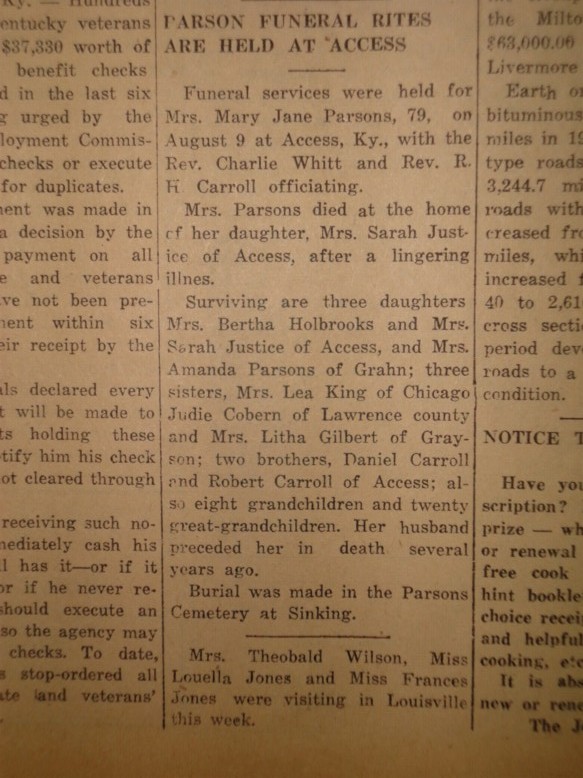 Ky. — Hundreds
entucky veterans
$37,330 worth of
benefit checks
d in the last six
g urged by the
loyment Commis-
checks or execute
for duplicates.
ment was made in
a decision by the
payment on all
e and veterans
ve not been pre-
ment within six
eir receipt by the
als declared every
t will be made to
ts holding these
tify him his check
ot cleared through
receiving such no-
mediately cash his
l has it—or if it
or if he never re-
should execute an
so the agency may
checks. To date,
s stop-ordered all
ate and veterans'
PARSON FUNERAL RITES
ARE HELD AT ACCESS
Funeral services were held for
Mrs. Mary Jane Parsons, 79, on
August 9 at Access, Ky., with the
Rev. Charlie Whitt and Rev. R.
H. Carroll officiating.
Mrs. Parsons died at the home
of her daughter, Mrs. Sarah Just-
ice of Access, after a lingering
illnes.
Surviving are three daughters
Mrs. Bertha Holbrooks and Mrs.
Sarah Justice of Access, and Mrs.
Amanda Parsons of Grahn; three
sisters, Mrs. Lea King of Chicago
Judie Cobern of Lawrence county
and Mrs. Litha Gilbert of Gray-
son; two brothers, Daniel Carroll
and Robert Carroll of Access; al-
so eight grandchildren and twenty
great-grandchildren. Her husband
preceded her in death several
years ago.
Burial was made in the Parsons
Cemetery at Sinking.
Mrs. Theobald Wilson, Miss
Louella Jones and Miss Frances
Jones were visiting in Louisville
this week.
the Milto
$63,000.00
Livermore
Earth or
bituminous
miles in 19
type roads
3,244.7 mi
roads with
creased fro
miles, whi
increased f
40 to 2,61
cross secti
period deve
roads to a
condition.
NOTICE T
Have you
scription?
prize — wh
or renewal
free cook
hint bookle
choice recei
and helpful
cooking, etc
It is abs
new or rene
The J